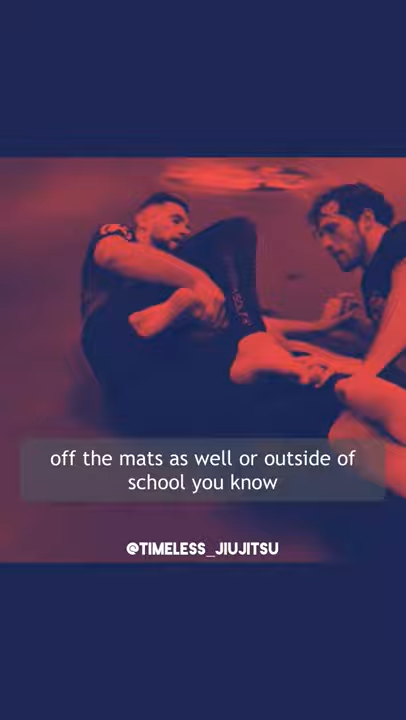 off the mats as well or outside of
school you know
@TIMELESS_JIUJITSU